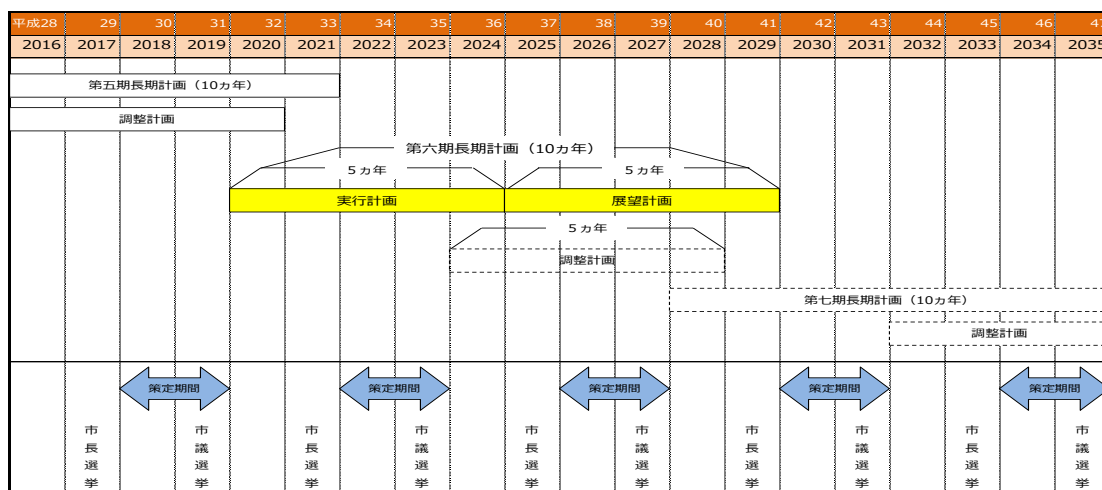 平成28 29 30 31 32 33 34 35 36 37 38 39 40 41 42 43 44 45 46 47
2016 2017 2018 2019 2020 2021 2022 2023 2024 2025 2026 2027 2028 2029 2030 2031 2032 2033 2034 2035
第五期長期計画（10ヵ年）
調整計画
第六期長期計画（10ヵ年）
5ヵ年 5ヵ年
実行計画 展望計画
5ヵ年
調整計画
第七期長期計画（10ヵ年）
調整計画
策定期間 策定期間 策定期間 策定期間 策定期間
市長選挙 市議選挙 市長選挙 市議選挙 市長選挙 市議選挙 市長選挙 市議選挙 市長選挙 市議選挙